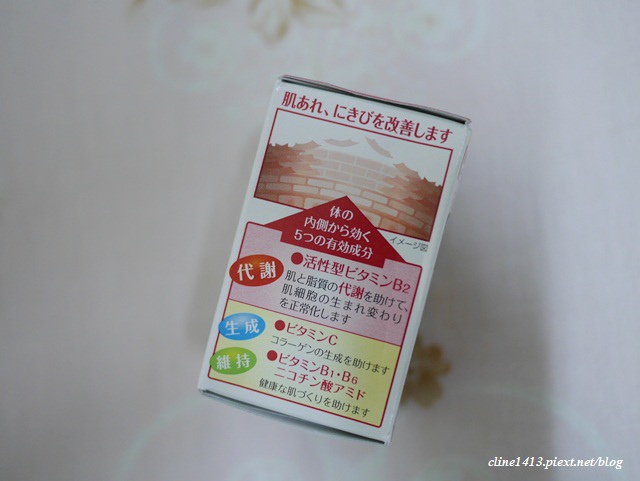 肌あれ、にきびを改善します
イメージ図
体の
内側から効く
5つの有効成分
代謝
●活性型ビタミンB2
肌と脂質の代謝を助けて、
肌細胞の生まれ変わり
を正常化します
生成
●ビタミンC
コラーゲンの生成を助けます
維持
●ビタミンB1・B6
ニコチン酸アミド
健康な肌づくりを助けます
cline1413.piext.net/blog